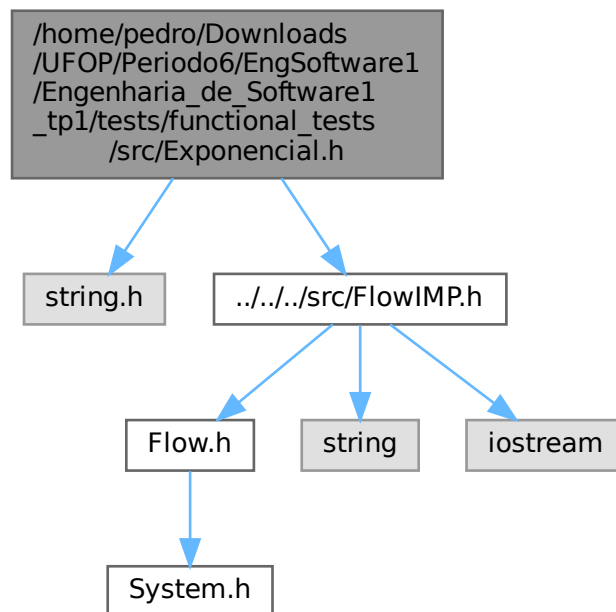 /home/pedro/Downloads
/UFOP/Periodo6/EngSoftware1
/Engenharia_de_Software1
_tp1/tests/functional_tests
/src/Exponencial.h
string.h
../../../src/FlowIMP.h
Flow.h
string
iostream
System.h